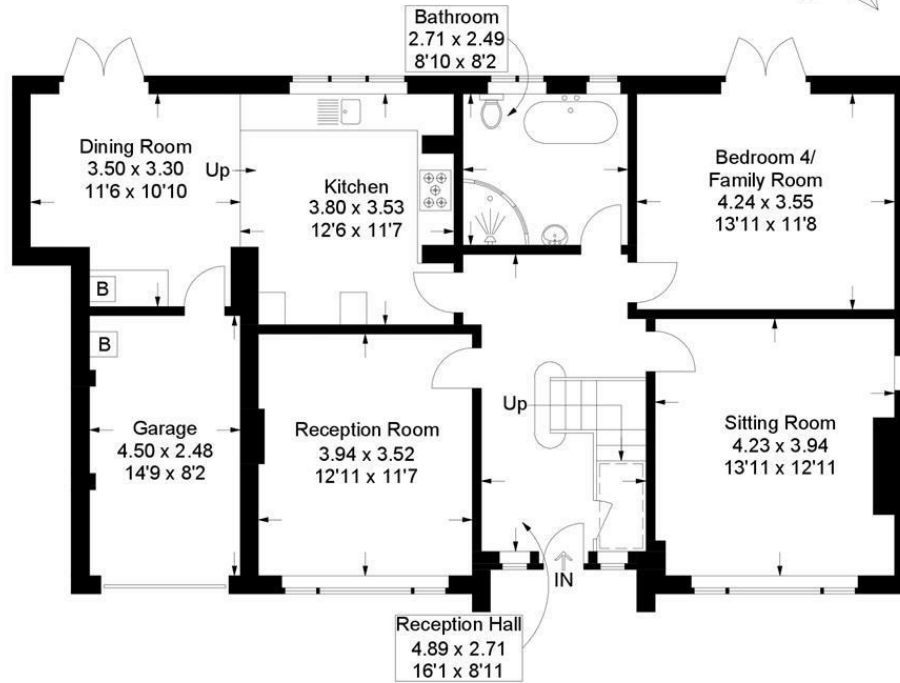 Bathroom
2.71 x 2.49
8'10 x 8'2
Dining Room
3.50 x 3.30
11'6 x 10'10
Up
Kitchen
3.80 x 3.53
12'6 x 11'7
Bedroom 4/
Family Room
4.24 x 3.55
13'11 x 11'8
B
B
Garage
4.50 x 2.48
14'9 x 8'2
Reception Room
3.94 x 3.52
12'11 x 11'7
Up
Sitting Room
4.23 x 3.94
13'11 x 12'11
IN
Reception Hall
4.89 x 2.71
16'1 x 8'11